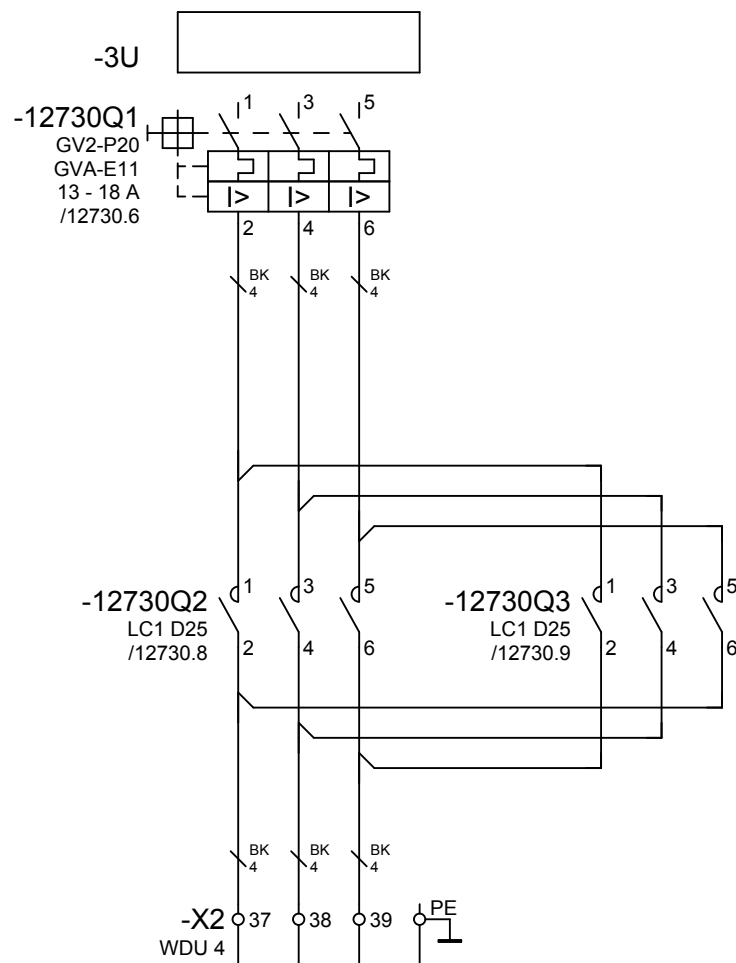 -3U
1 3 5
-12730Q1
GV2-P20
GVA-E11
13 - 18 A
/12730.6
I> I> I>
2 4 6
BK BK BK
4 4 4
-12730Q2 1 3 5
LC1 D25
/12730.8 2 4 6
-12730Q3 1 3 5
LC1 D25
/12730.9 2 4 6
BK BK BK
4 4 4
-X2 37 38 39 PE
WDU 4